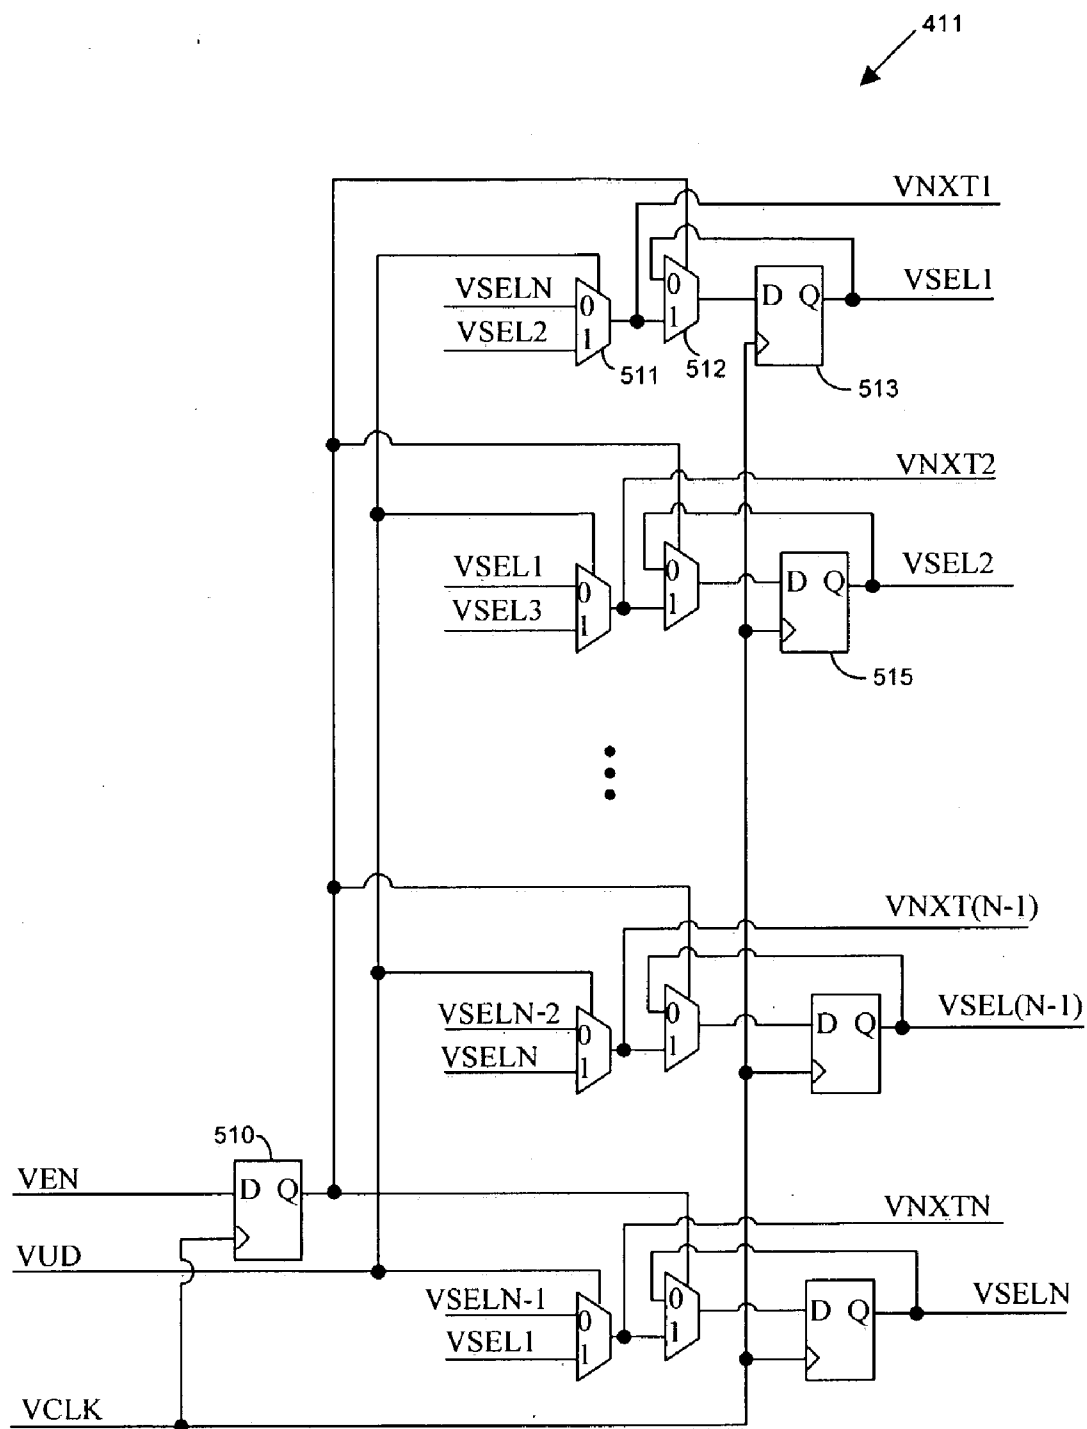 411
VNXT1
VSELN
0
0
D Q
VSEL1
VSEL2
1
1
511
512
513
VNXT2
VSEL1
0
0
D Q
VSEL2
VSEL3
1
1
515
VNXT(N-1)
VSELN-2
0
0
D Q
VSEL(N-1)
VSELN
1
1
510
VEN
D Q
VNXTN
VUD
VSELN-1
0
0
D Q
VSELN
VSEL1
1
1
VCLK